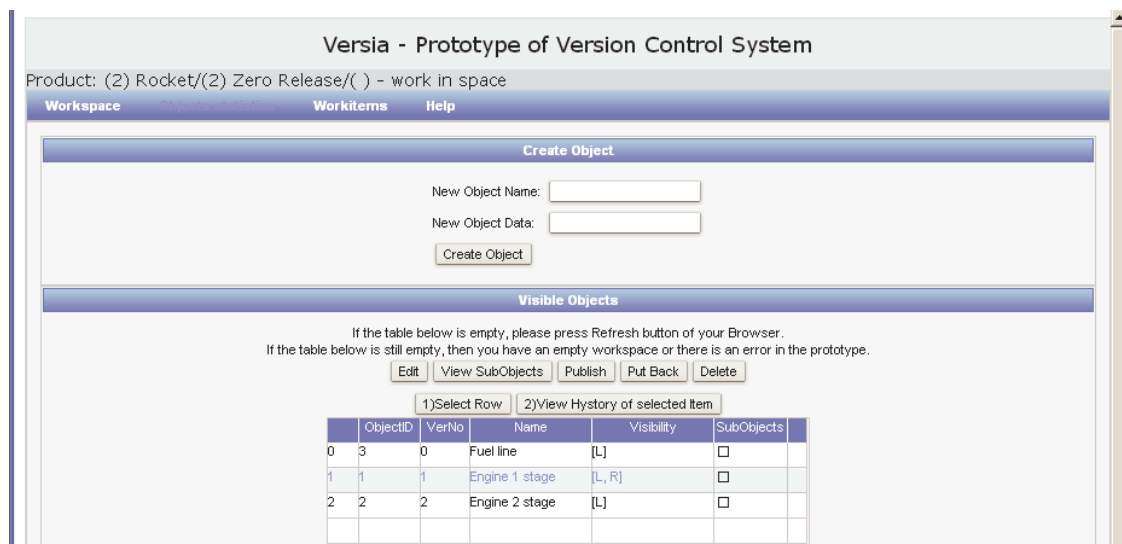 Versia - Prototype of Version Control System
Product: (2) Rocket/(2) Zero Release/( ) - work in space
Workspace Objects statistics Workitems Help
Create Object
New Object Name:
New Object Data:
Create Object
Visible Objects
If the table below is empty, please press Refresh button of your Browser.
If the table below is still empty, then you have an empty workspace or there is an error in the prototype.
Edit View SubObjects Publish Put Back Delete
1)Select Row 2)View Hystory of selected Item
ObjectID VerNo Name Visibility SubObjects
0 3 0 Fuel line [L]
1 1 1 Engine 1 stage [L, R]
2 2 2 Engine 2 stage [L]